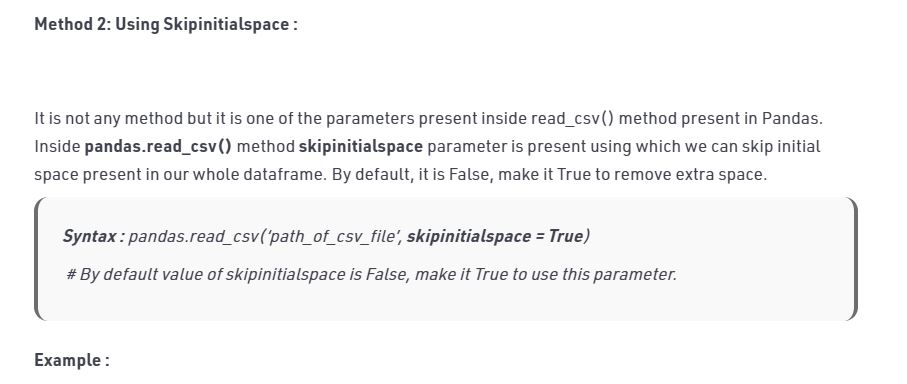 Method 2: Using Skipinitialspace :
It is not any method but it is one of the parameters present inside read_csv() method present in Pandas.
Inside pandas.read_csv() method skipinitialspace parameter is present using which we can skip initial
space present in our whole dataframe. By default, it is False, make it True to remove extra space.
Syntax : pandas.read_csv(‘path_of_csv_file’, skipinitialspace = True)
# By default value of skipinitialspace is False, make it True to use this parameter.
Example :